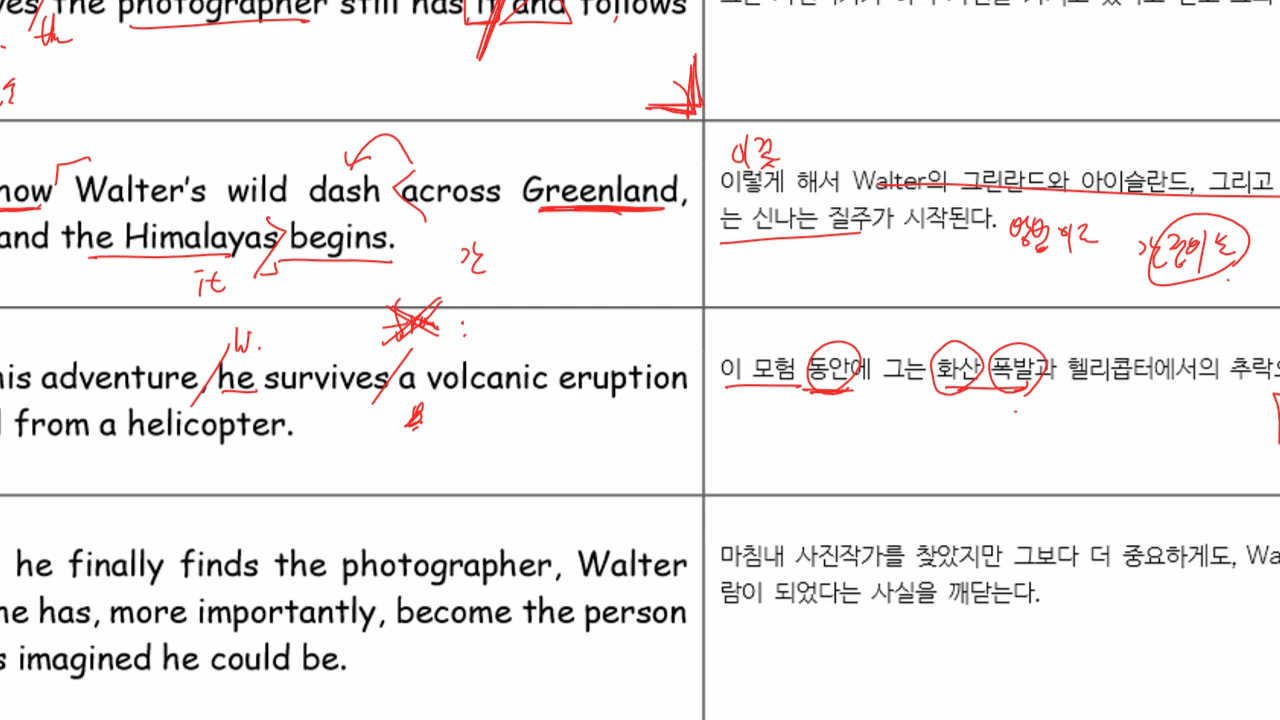 the photographer still has it and follows
th
how Walter's wild dash across Greenland,
and the Himalayas begins.
it
이렇게 해서 Walter의 그린란드와 아이슬란드, 그리고
는 신나는 질주가 시작된다.
W.
his adventure, he survives a volcanic eruption
from a helicopter.
이 모험 동안에 그는 화산 폭발과 헬리콥터에서의 추락
he finally finds the photographer, Walter
he has, more importantly, become the person
imagined he could be.
마침내 사진작가를 찾았지만 그보다 더 중요하게도, Wa
람이 되었다는 사실을 깨닫는다.